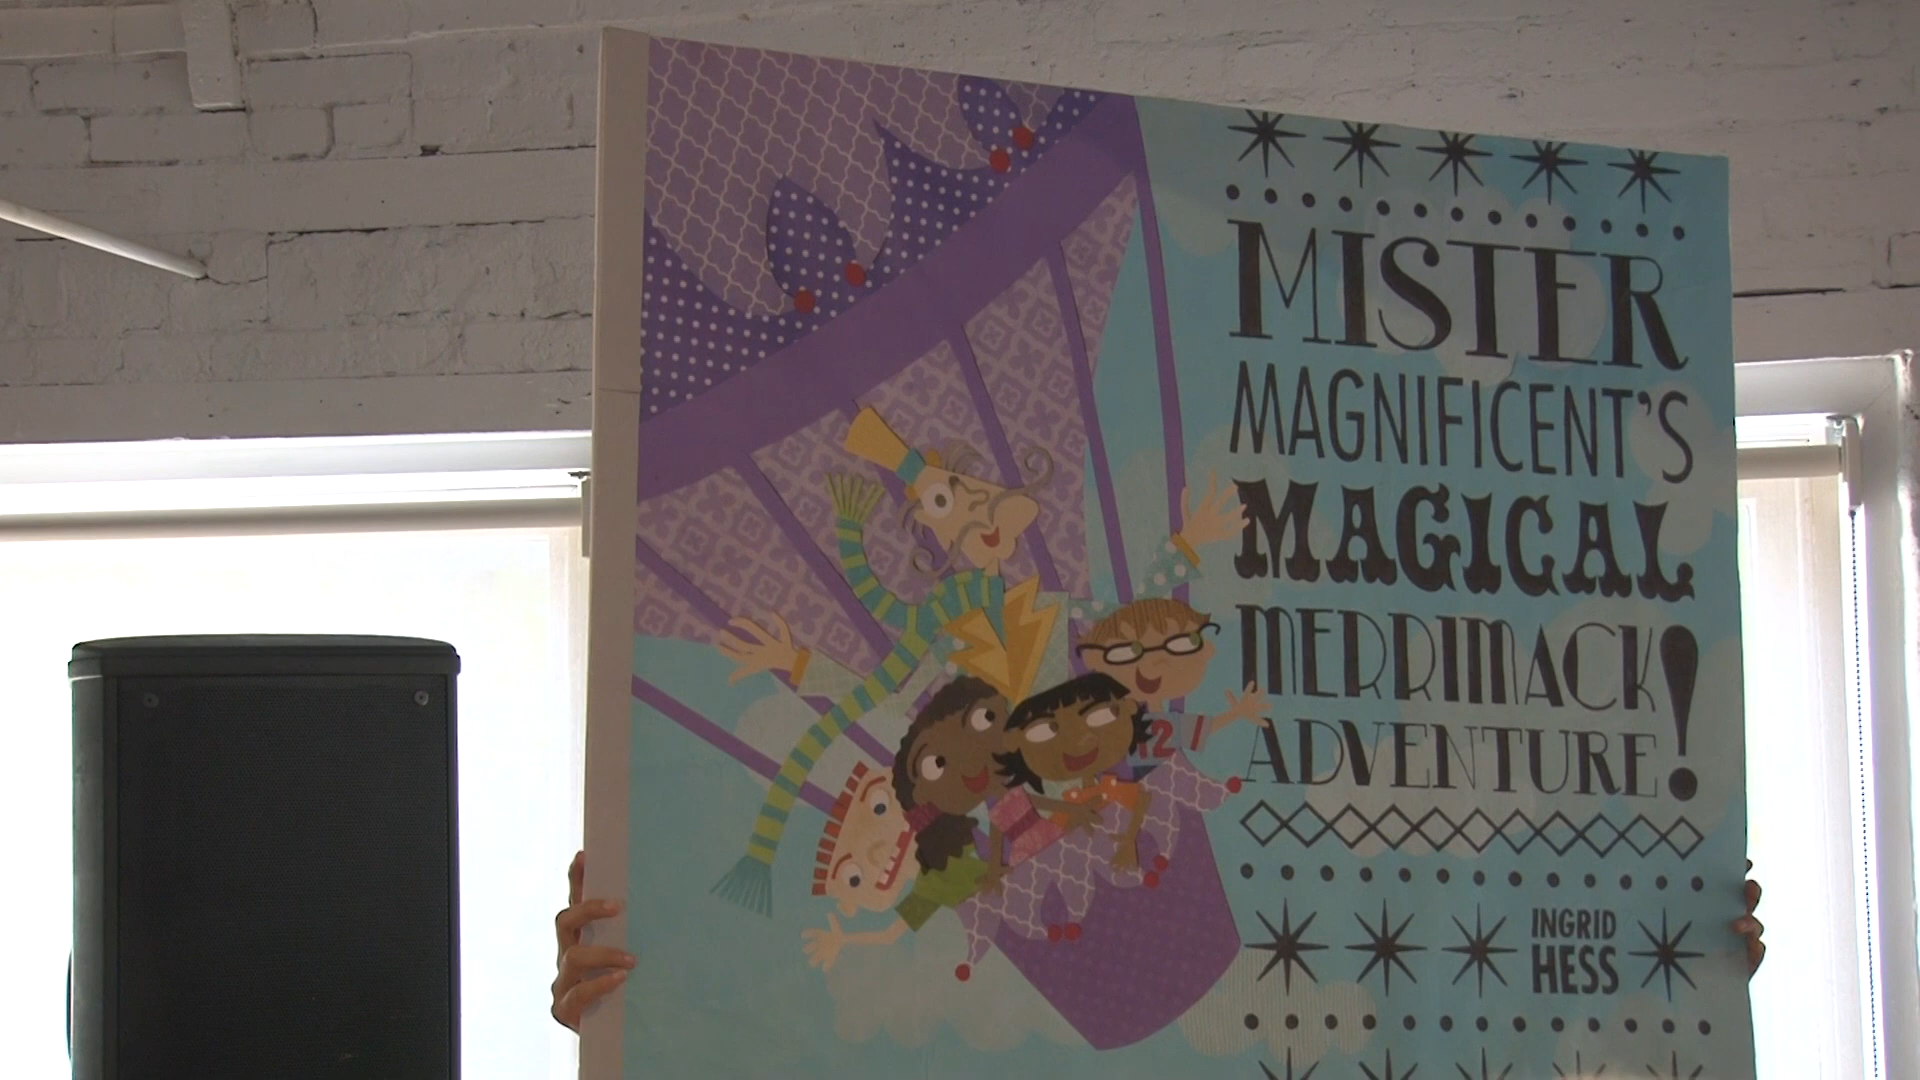 MISTER
MAGNIFICENT'S
MAGICAL
MERRIMACK
ADVENTURE!
INGRID
HESS